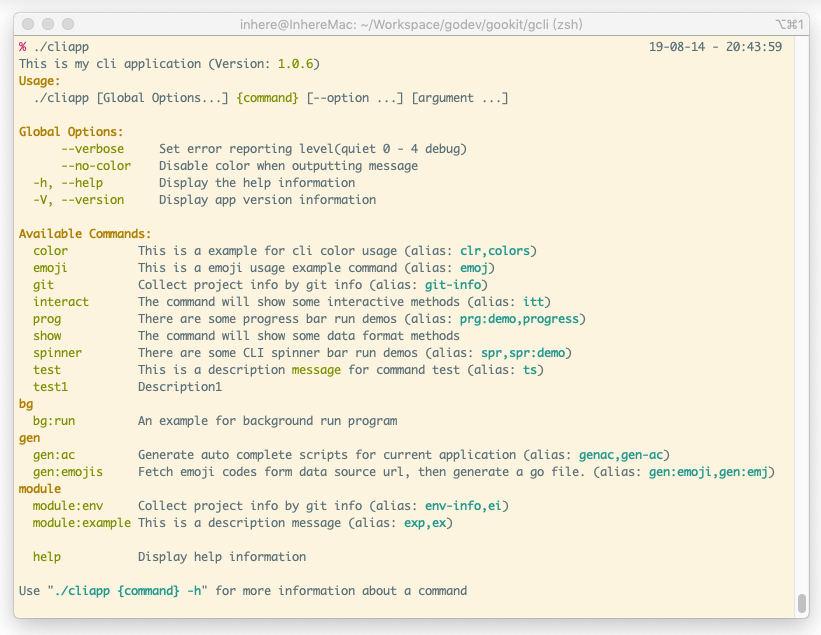 inhere@InhereMac: ~/Workspace/godev/gookit/gcli (zsh)
⌥⌘1
% ./cliapp 19-08-14 - 20:43:59
This is my cli application (Version: 1.0.6)
Usage:
./cliapp [Global Options...] {command} [--option ...] [argument ...]
Global Options:
--verbose Set error reporting level(quiet 0 - 4 debug)
--no-color Disable color when outputting message
-h, --help Display the help information
-V, --version Display app version information
Available Commands:
color This is a example for cli color usage (alias: clr,colors)
emoji This is a emoji usage example command (alias: emoj)
git Collect project info by git info (alias: git-info)
interact The command will show some interactive methods (alias: itt)
prog There are some progress bar run demos (alias: prg:demo,progress)
show The command will show some data format methods
spinner There are some CLI spinner bar run demos (alias: spr,spr:demo)
test This is a description message for command test (alias: ts)
test1 Description1
bg
bg:run An example for background run program
gen
gen:ac Generate auto complete scripts for current application (alias: genac,gen-ac)
gen:emojis Fetch emoji codes form data source url, then generate a go file. (alias: gen:emoji,gen:emj)
module
module:env Collect project info by git info (alias: env-info,ei)
module:example This is a description message (alias: exp,ex)
help Display help information
Use "./cliapp {command} -h" for more information about a command